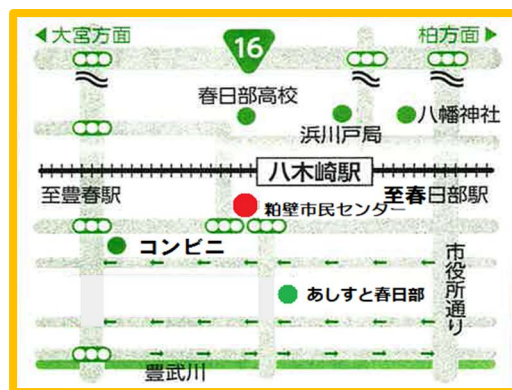 ◀大宮方面
16
柏方面▶
春日部高校
浜川戸局
八幡神社
八木崎駅
至豊春駅
至春日部駅
粕壁市民センター
コンビニ
市役所通り
あしすと春日部
豊武川